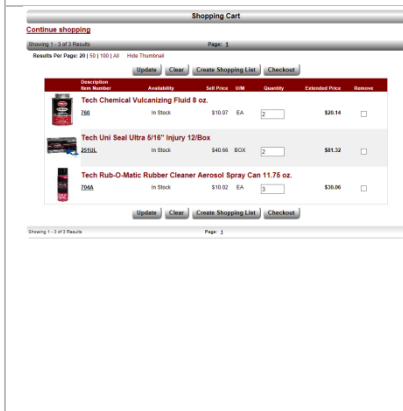 Shopping Cart
Continue shopping
Showing 1 - 3 of 3 Results Page: 1
Results Per Page: 20 | 50 | 100 | All Hide Thumbnail
Update Clear Create Shopping List Checkout
Description
Item Number Availability Sell Price U/M Quantity Extended Price Remove
Tech Chemical Vulcanizing Fluid 8 oz.
760 In Stock $10.07 EA 2 $20.14
Tech Uni Seal Ultra 5/16" Injury 12/Box
251UL In Stock $40.66 BOX 2 $81.32
Tech Rub-O-Matic Rubber Cleaner Aerosol Spray Can 11.75 oz.
704A In Stock $10.02 EA 3 $30.06
Update Clear Create Shopping List Checkout
Showing 1 - 3 of 3 Results Page: 1